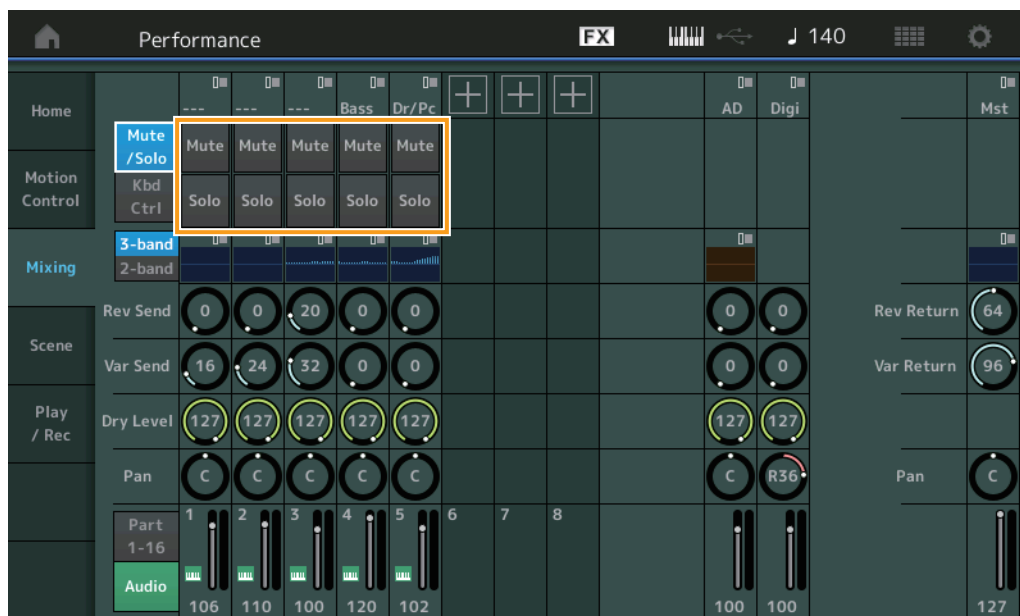 Performance FX 140
--- --- --- Bass Dr/Pc AD Digi Mst
Home
Mute /Solo
Mute Mute Mute Mute Mute
Motion Control
Kbd Ctrl
Solo Solo Solo Solo Solo
3-band
2-band
Mixing
Rev Send 0 0 20 0 0 0 0 Rev Return 64
Scene
Var Send 16 24 32 0 0 0 0 Var Return 96
Play / Rec
Dry Level 127 127 127 127 127 127 127
Pan C C C C C C R36 Pan C
1 2 3 4 5 6 7 8
Part 1-16
Audio
106 110 100 120 102 100 100 127